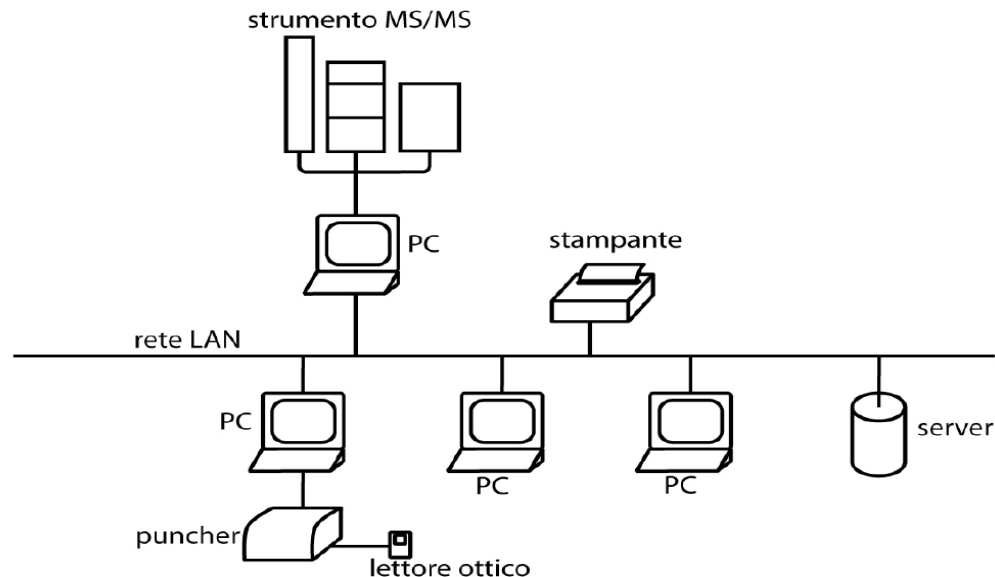 strumento MS/MS
PC
stampante
rete LAN
PC
server
PC
PC
puncher
lettore ottico